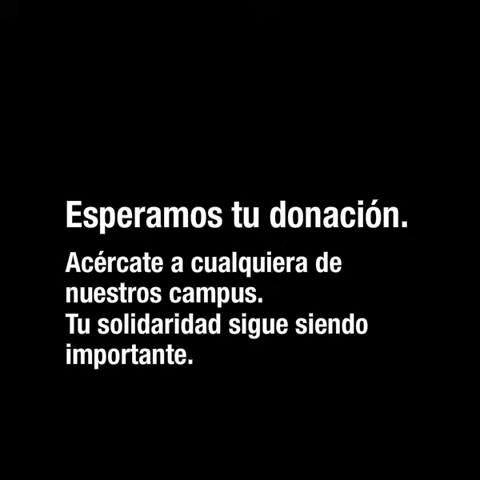 Esperamos tu donación.
Acércate a cualquiera de
nuestros campus.
Tu solidaridad sigue siendo
importante.